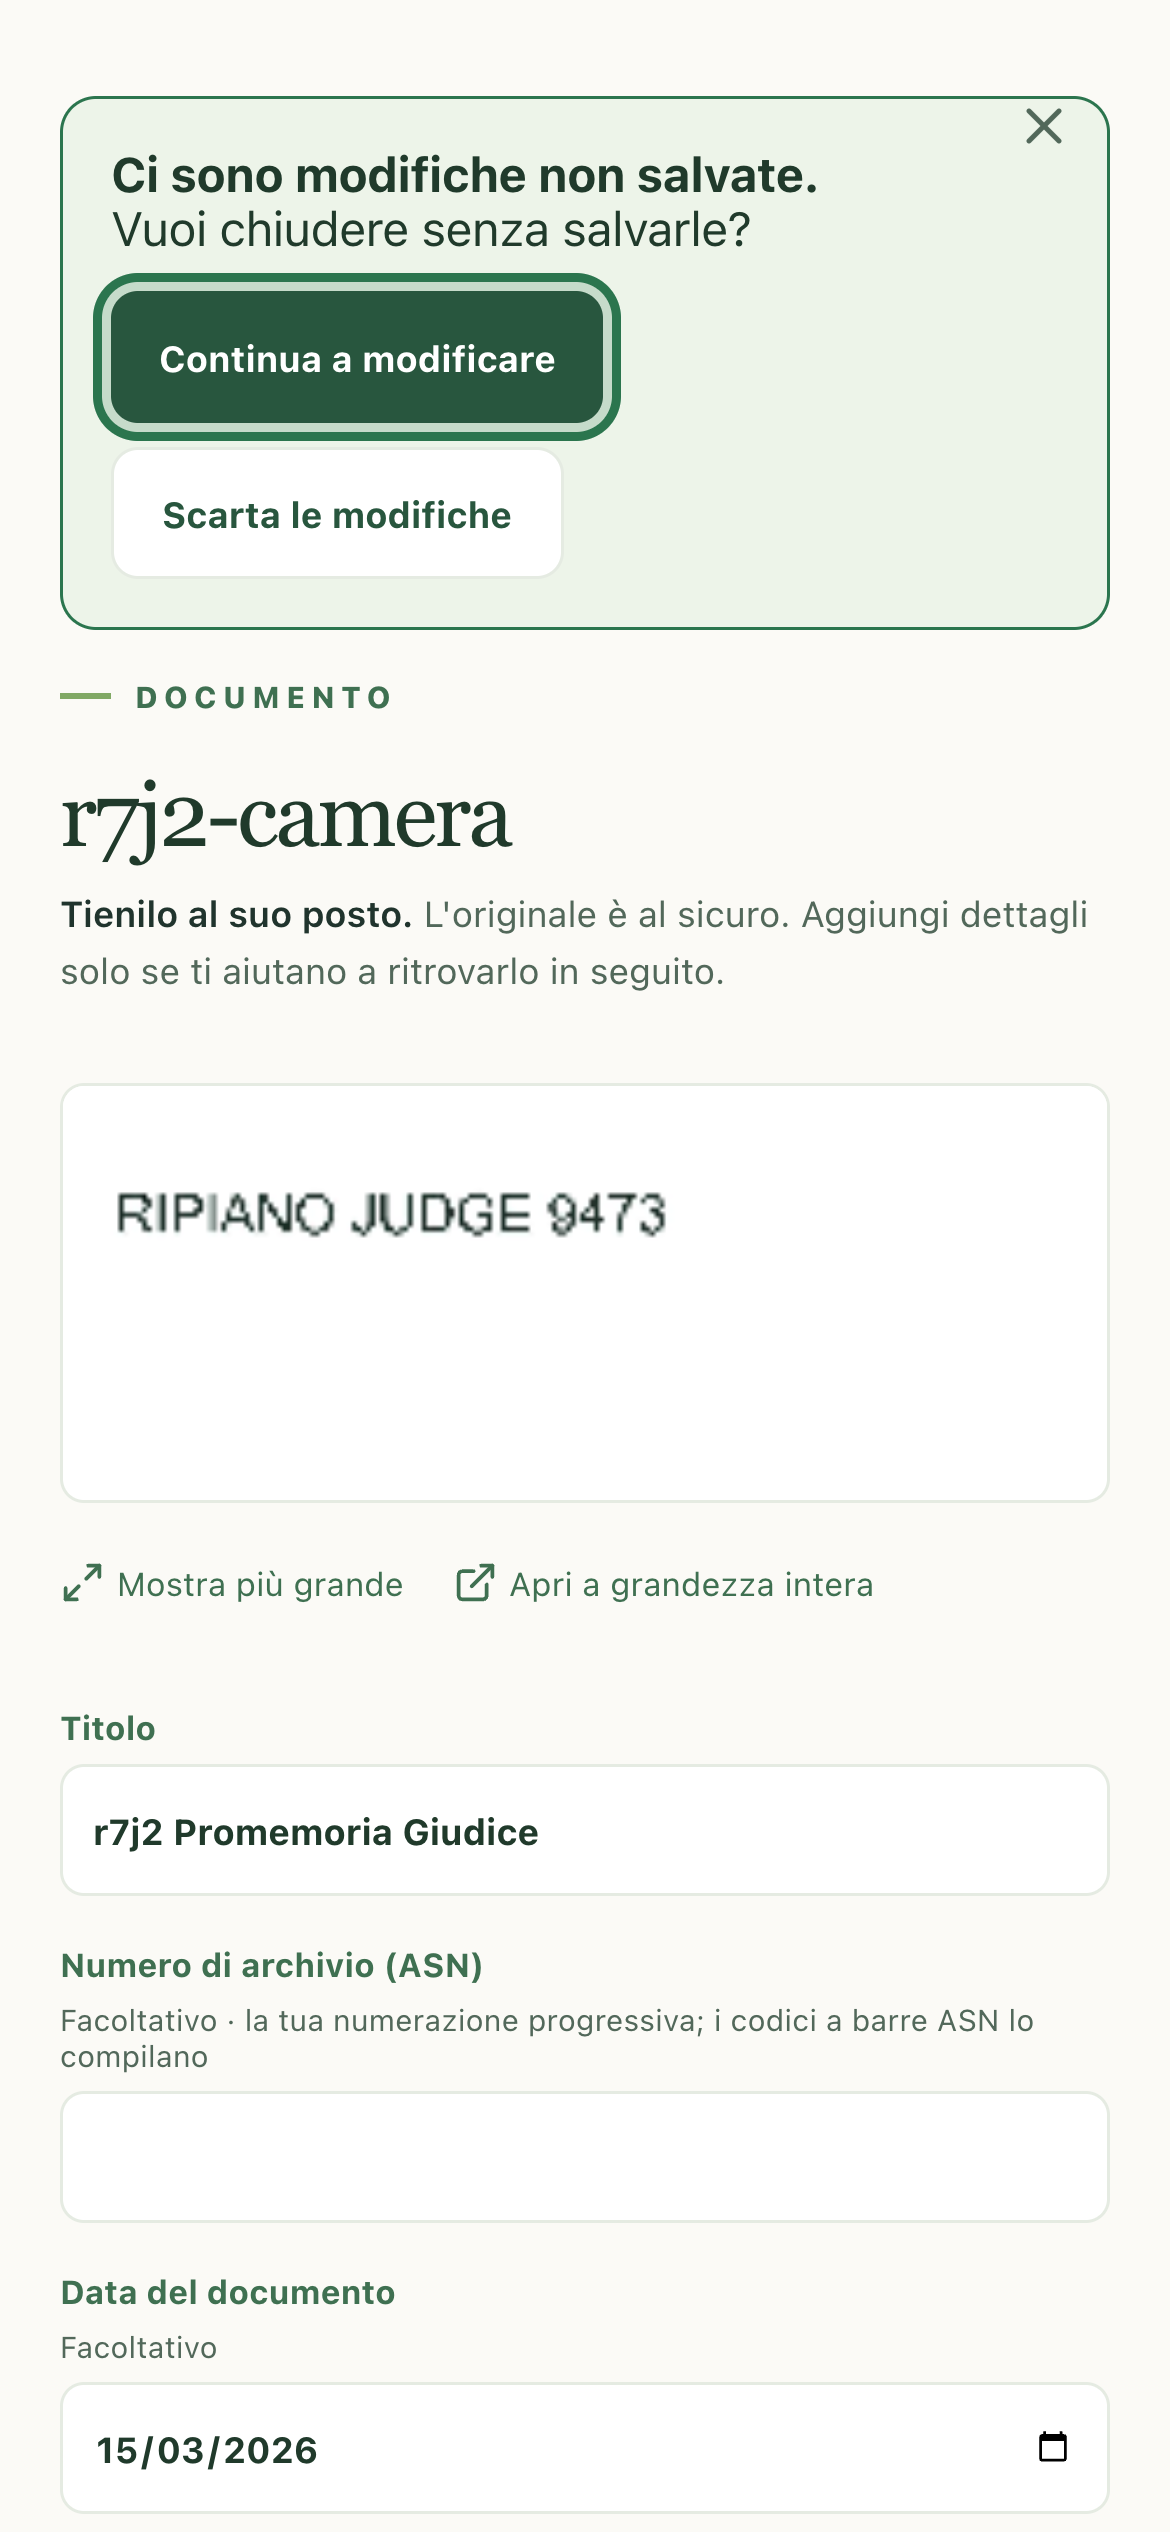 Ci sono modifiche non salvate.
Vuoi chiudere senza salvarle?
Continua a modificare
Scarta le modifiche
DOCUMENTO
r7j2-camera
Tienilo al suo posto. L'originale è al sicuro. Aggiungi dettagli
solo se ti aiutano a ritrovarlo in seguito.
RIPIANO JUDGE 9473
Mostra più grande
Apri a grandezza intera
Titolo
r7j2 Promemoria Giudice
Numero di archivio (ASN)
Facoltativo · la tua numerazione progressiva; i codici a barre ASN lo
compilano
Data del documento
Facoltativo
15/03/2026